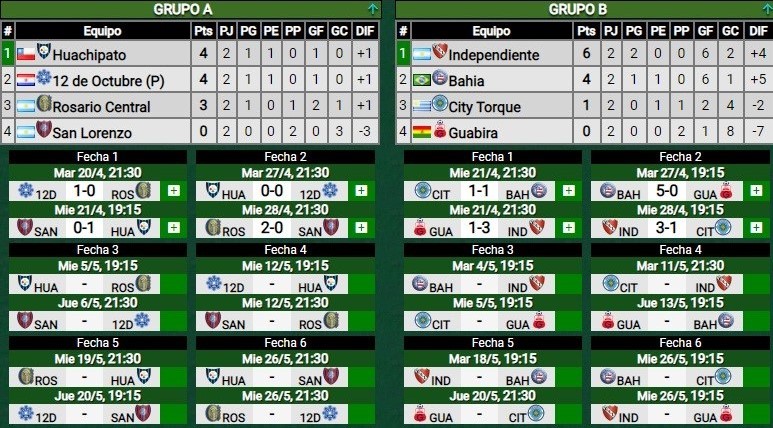 GRUPO A
# Equipo Pts PJ PG PE PP GF GC DIF
1 Huachipato 4 2 1 1 0 1 0 +1
2 12 de Octubre (P) 4 2 1 1 0 1 0 +1
3 Rosario Central 3 2 1 0 1 2 1 +1
4 San Lorenzo 0 2 0 0 2 0 3 -3
Fecha 1
Mar 20/4, 21:30
12D 1-0 ROS +
Mie 21/4, 19:15
SAN 0-1 HUA +
Fecha 2
Mar 27/4, 21:30
HUA 0-0 12D +
Mie 28/4, 21:30
ROS 2-0 SAN +
Fecha 3
Mie 5/5, 19:15
HUA - ROS
Jue 6/5, 21:30
SAN - 12D
Fecha 4
Mie 12/5, 19:15
12D - HUA
Mie 12/5, 21:30
SAN - ROS
Fecha 5
Mie 19/5, 21:30
ROS - HUA
Jue 20/5, 19:15
12D - SAN
Fecha 6
Mie 26/5, 21:30
HUA - SAN
Mie 26/5, 21:30
ROS - 12D
GRUPO B
# Equipo Pts PJ PG PE PP GF GC DIF
1 Independiente 6 2 2 0 0 6 2 +4
2 Bahia 4 2 1 1 0 6 1 +5
3 City Torque 1 2 0 1 1 2 4 -2
4 Guabira 0 2 0 0 2 1 8 -7
Fecha 1
Mie 21/4, 21:30
CIT 1-1 BAH +
Mie 21/4, 21:30
GUA 1-3 IND +
Fecha 2
Mar 27/4, 19:15
BAH 5-0 GUA +
Mie 28/4, 19:15
IND 3-1 CIT +
Fecha 3
Mar 4/5, 19:15
BAH - IND
Mie 5/5, 19:15
CIT - GUA
Fecha 4
Mar 11/5, 21:30
CIT - IND
Jue 13/5, 19:15
GUA - BAH
Fecha 5
Mar 18/5, 19:15
IND - BAH
Jue 20/5, 21:30
GUA - CIT
Fecha 6
Mie 26/5, 19:15
BAH - CIT
Mie 26/5, 19:15
IND - GUA